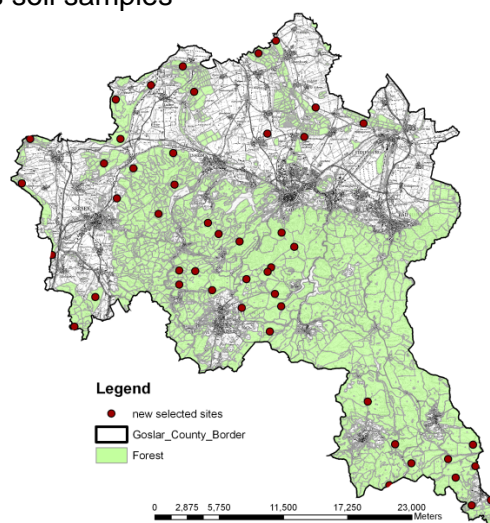 s soil samples
Legend
new selected sites
Goslar_County_Border
Forest
0 2,875 5,750 11,500 17,250 23,000
Meters